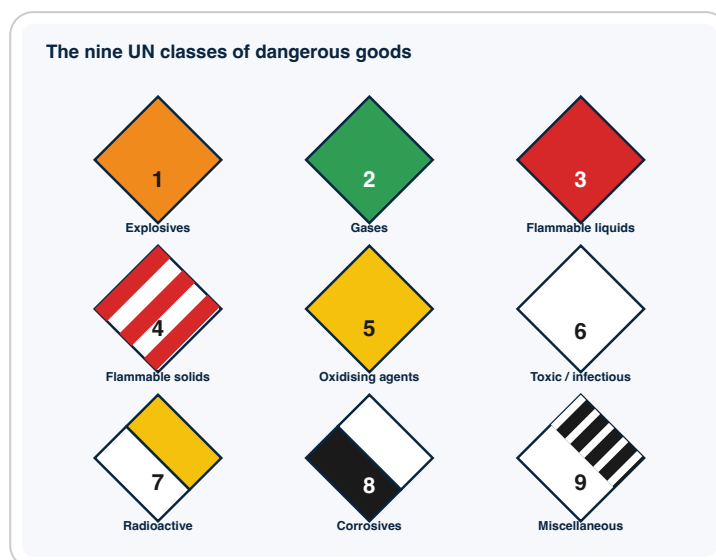 The nine UN classes of dangerous goods
1 2 3
Explosives Gases Flammable liquids
4 5 6
Flammable solids Oxidising agents Toxic / infectious
7 8 9
Radioactive Corrosives Miscellaneous